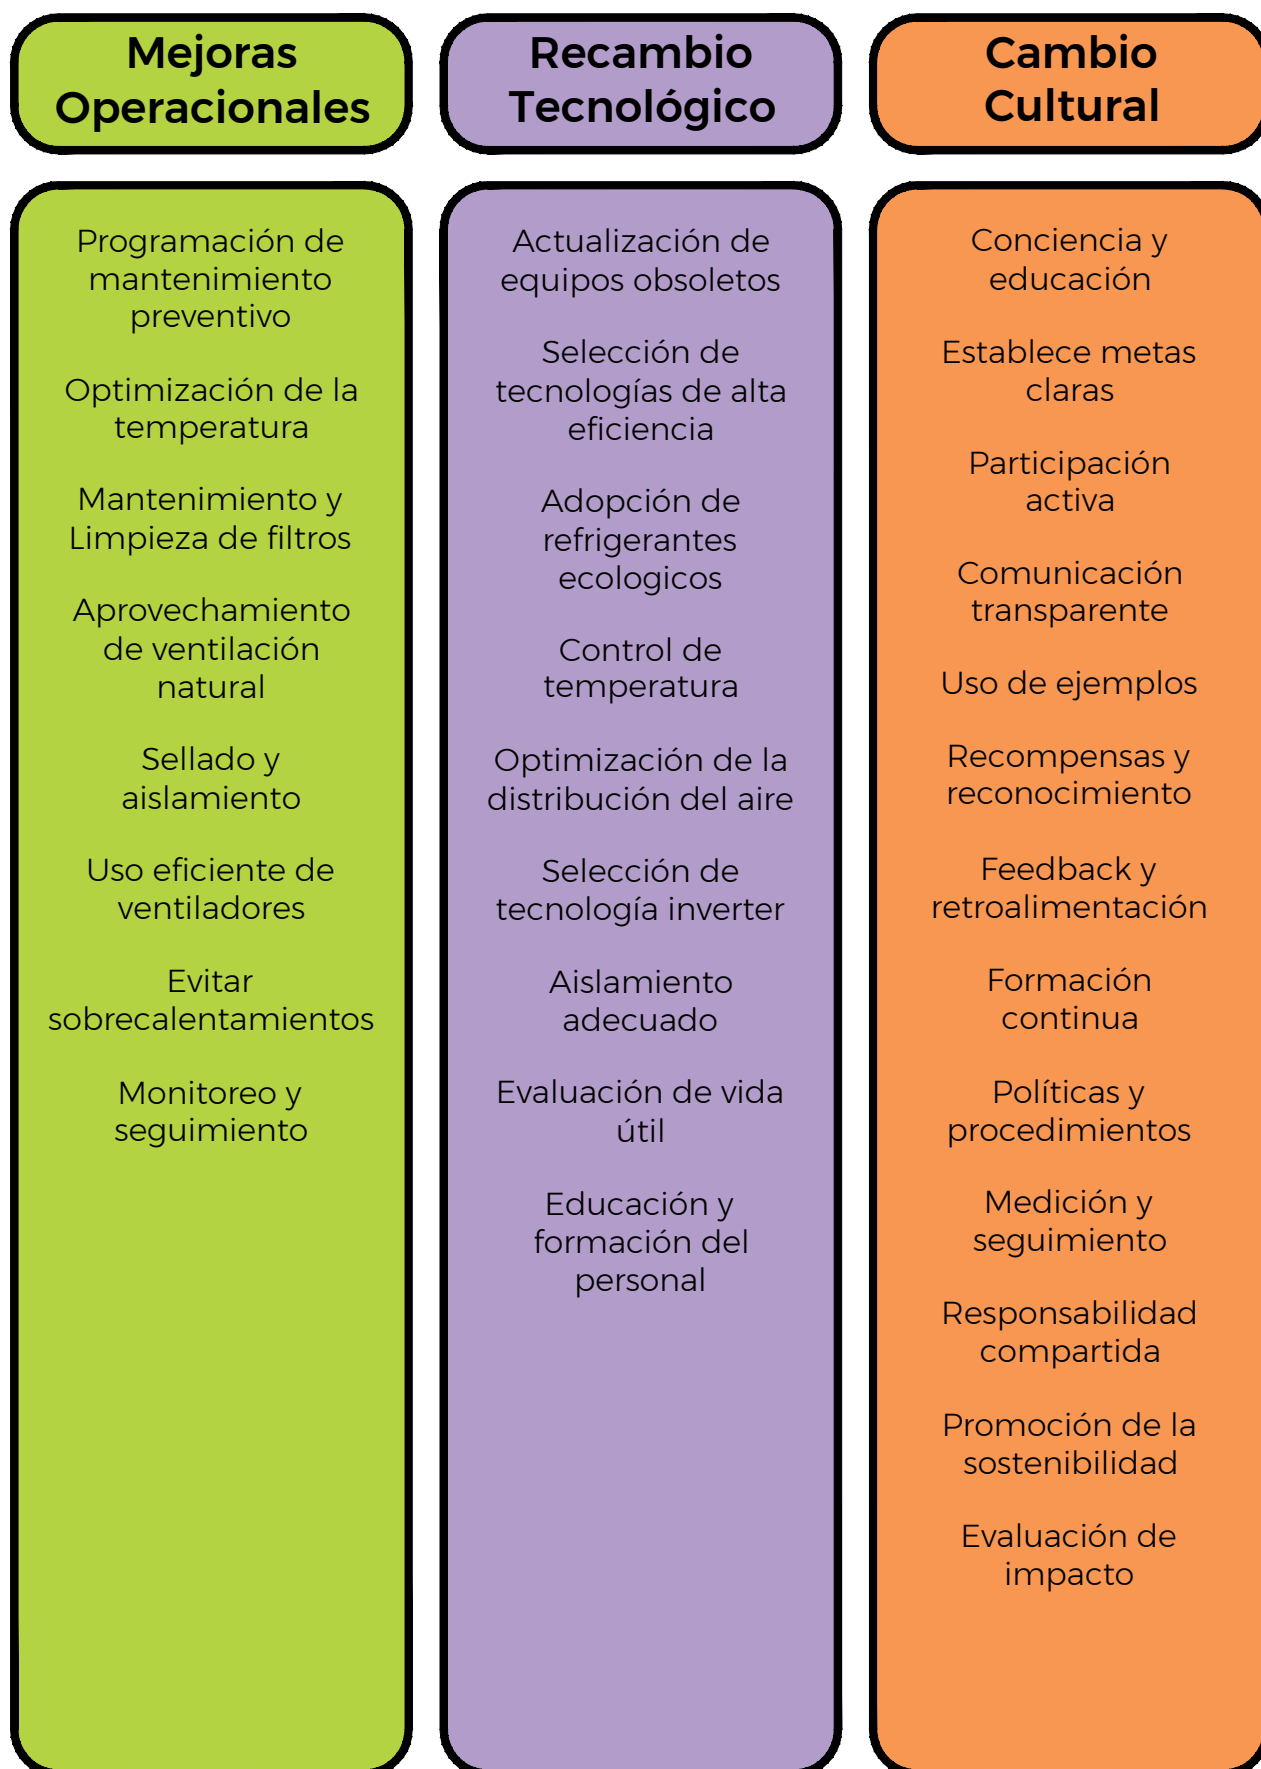 Mejoras
Operacionales
Programación de
mantenimiento
preventivo
Optimización de la
temperatura
Mantenimiento y
Limpieza de filtros
Aprovechamiento
de ventilación
natural
Sellado y
aislamiento
Uso eficiente de
ventiladores
Evitar
sobrecalentamientos
Monitoreo y
seguimiento
Recambio
Tecnológico
Actualización de
equipos obsoletos
Selección de
tecnologías de alta
eficiencia
Adopción de
refrigerantes
ecologicos
Control de
temperatura
Optimización de la
distribución del aire
Selección de
tecnología inverter
Aislamiento
adecuado
Evaluación de vida
útil
Educación y
formación del
personal
Cambio
Cultural
Conciencia y
educación
Establece metas
claras
Participación
activa
Comunicación
transparente
Uso de ejemplos
Recompensas y
reconocimiento
Feedback y
retroalimentación
Formación
continua
Políticas y
procedimientos
Medición y
seguimiento
Responsabilidad
compartida
Promoción de la
sostenibilidad
Evaluación de
impacto